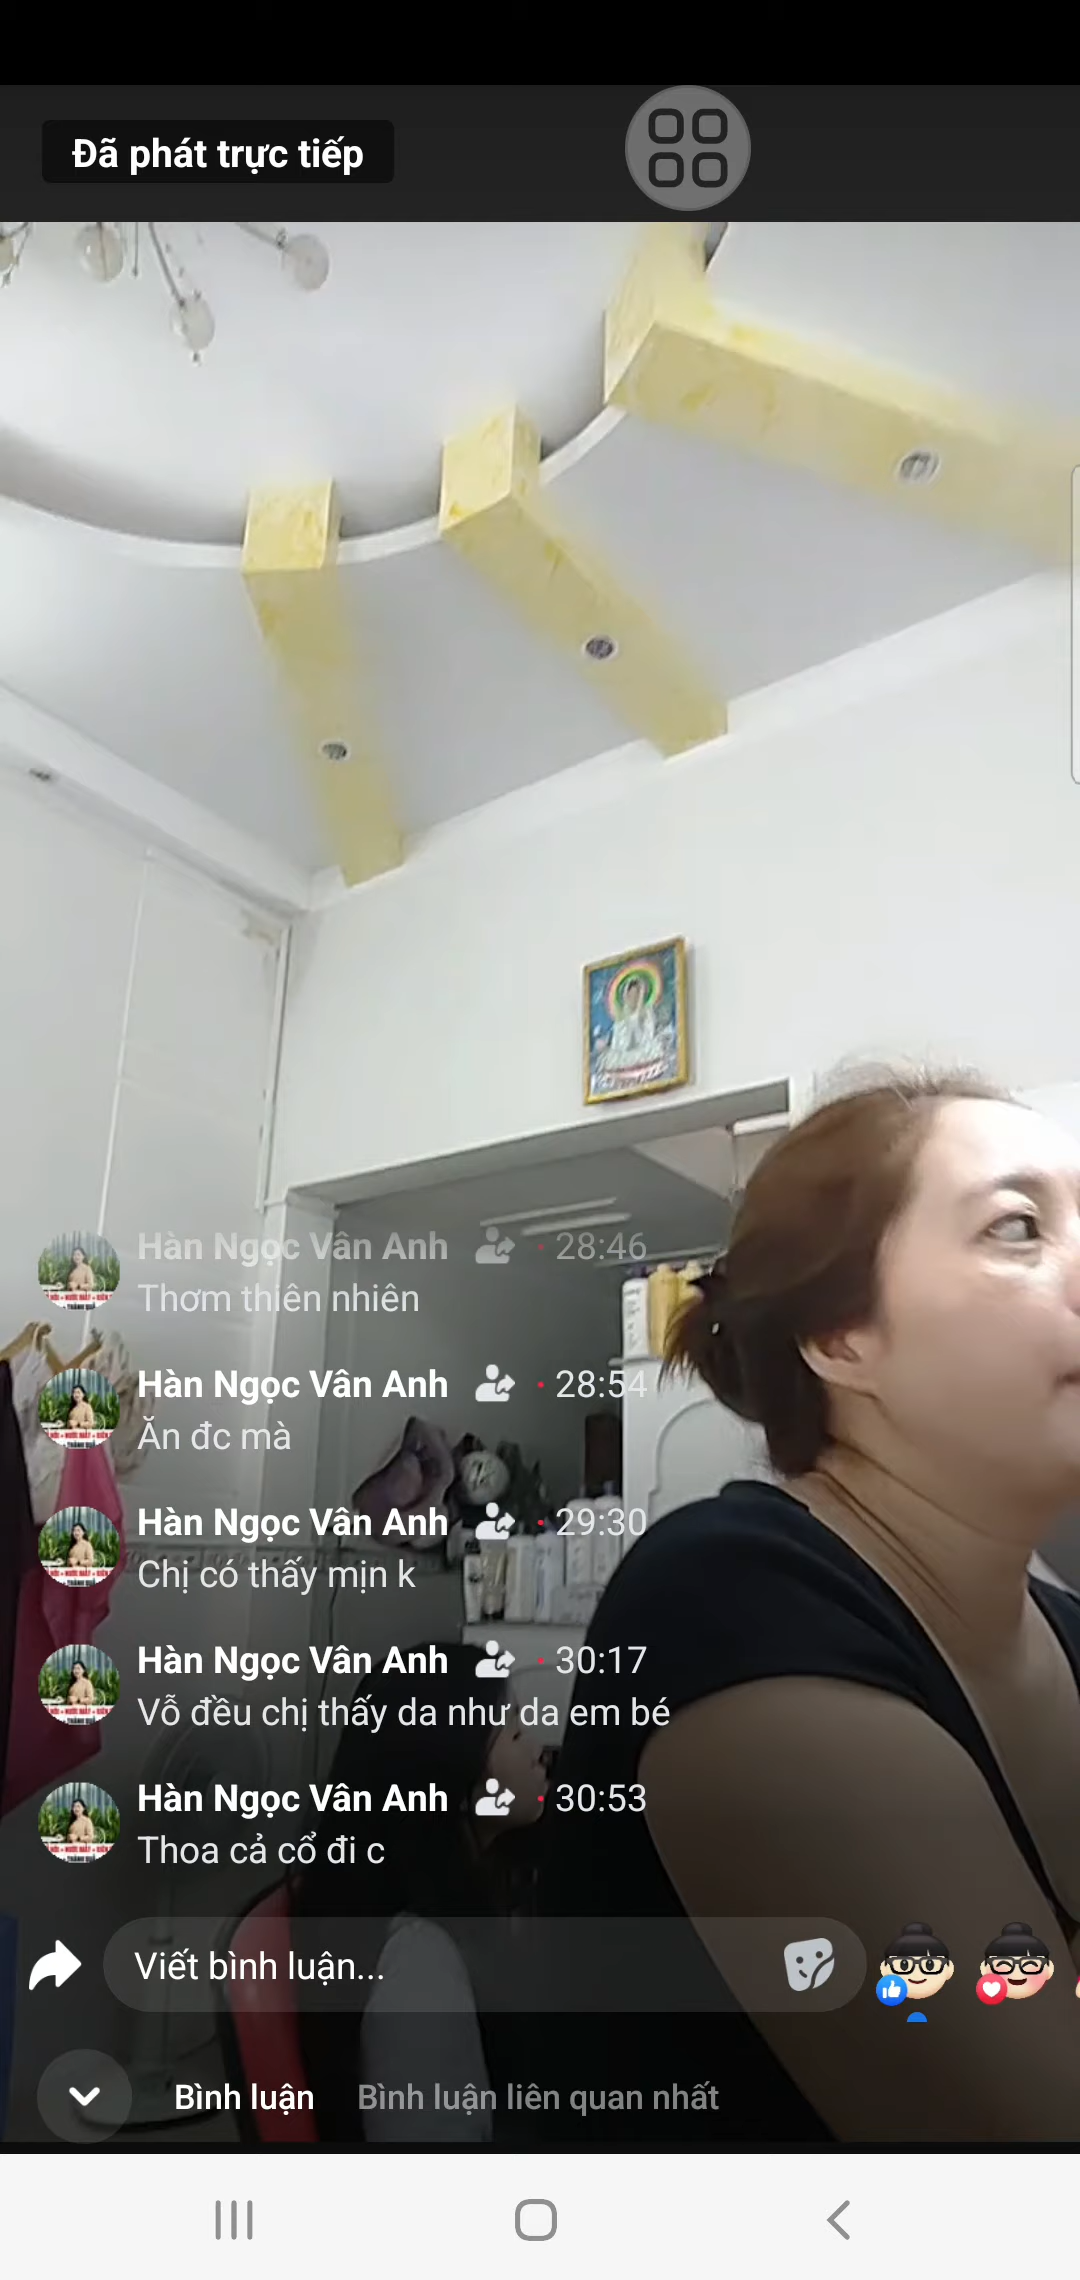 Đã phát trực tiếp
Hàn Ngọc Vân Anh · 28:46
Thơm thiên nhiên
Hàn Ngọc Vân Anh · 28:54
Ăn đc mà
Hàn Ngọc Vân Anh · 29:30
Chị có thấy mịn k
Hàn Ngọc Vân Anh · 30:17
Vỗ đều chị thấy da như da em bé
Hàn Ngọc Vân Anh · 30:53
Thoa cả cổ đi c
Viết bình luận...
Bình luận Bình luận liên quan nhất